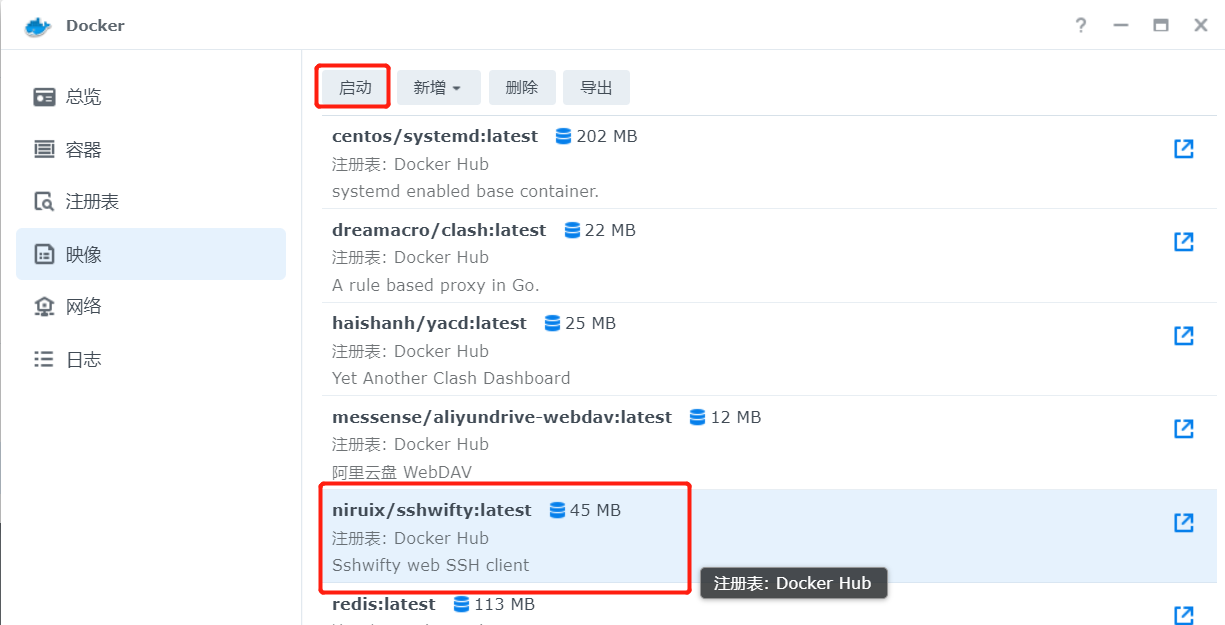 Docker
总览
容器
注册表
映像
网络
日志
启动 新增 删除 导出
centos/systemd:latest 202 MB
注册表: Docker Hub
systemd enabled base container.
dreamacro/clash:latest 22 MB
注册表: Docker Hub
A rule based proxy in Go.
haishanh/yacd:latest 25 MB
注册表: Docker Hub
Yet Another Clash Dashboard
messense/aliyundrive-webdav:latest 12 MB
注册表: Docker Hub
阿里云盘 WebDAV
niruix/sshwifty:latest 45 MB
注册表: Docker Hub
Sshwifty web SSH client
注册表: Docker Hub
redis:latest 113 MB